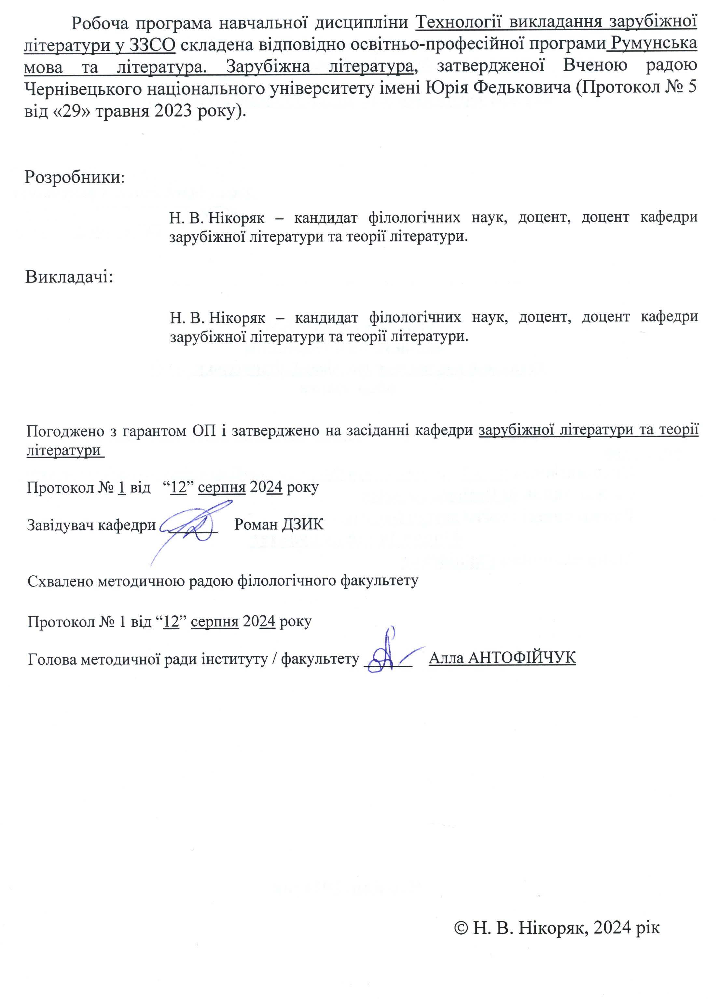 Робоча програма навчальної дисципліни Технології викладання зарубіжної
літератури у ЗЗСО складена відповідно освітньо-професійної програми Румунська
мова та література. Зарубіжна література, затвердженої Вченою радою
Чернівецького національного університету імені Юрія Федьковича (Протокол № 5
від «29» травня 2023 року).
Розробники:
Н. В. Нікоряк – кандидат філологічних наук, доцент, доцент кафедри
зарубіжної літератури та теорії літератури.
Викладачі:
Н. В. Нікоряк – кандидат філологічних наук, доцент, доцент кафедри
зарубіжної літератури та теорії літератури.
Погоджено з гарантом ОП і затверджено на засіданні кафедри зарубіжної літератури та теорії
літератури
Протокол № 1 від “12” серпня 2024 року
Завідувач кафедри ______ Роман ДЗИК
Схвалено методичною радою філологічного факультету
Протокол № 1 від “12” серпня 2024 року
Голова методичної ради інституту / факультету ______ Алла АНТОФІЙЧУК
© Н. В. Нікоряк, 2024 рік